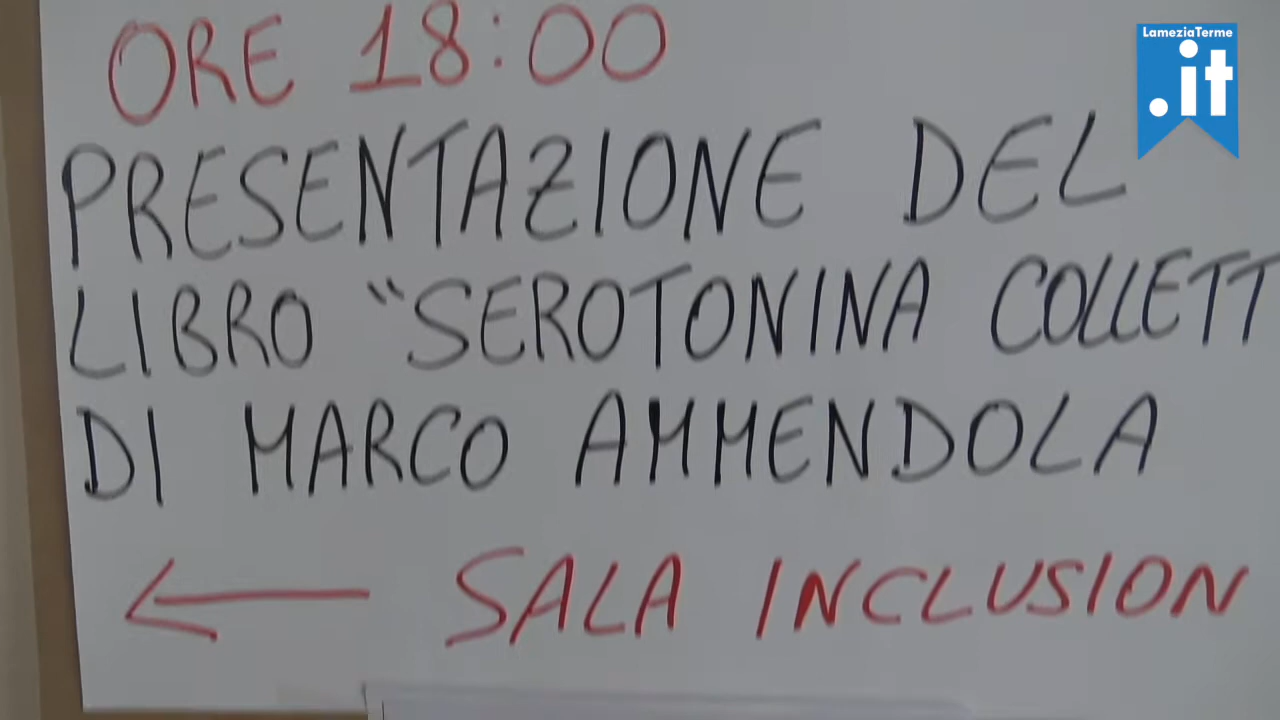 LameziaTerme
.it
ORE 18:00
PRESENTAZIONE DEL
LIBRO "SEROTONINA COLLETT
DI MARCO AMMENDOLA
← SALA INCLUSION